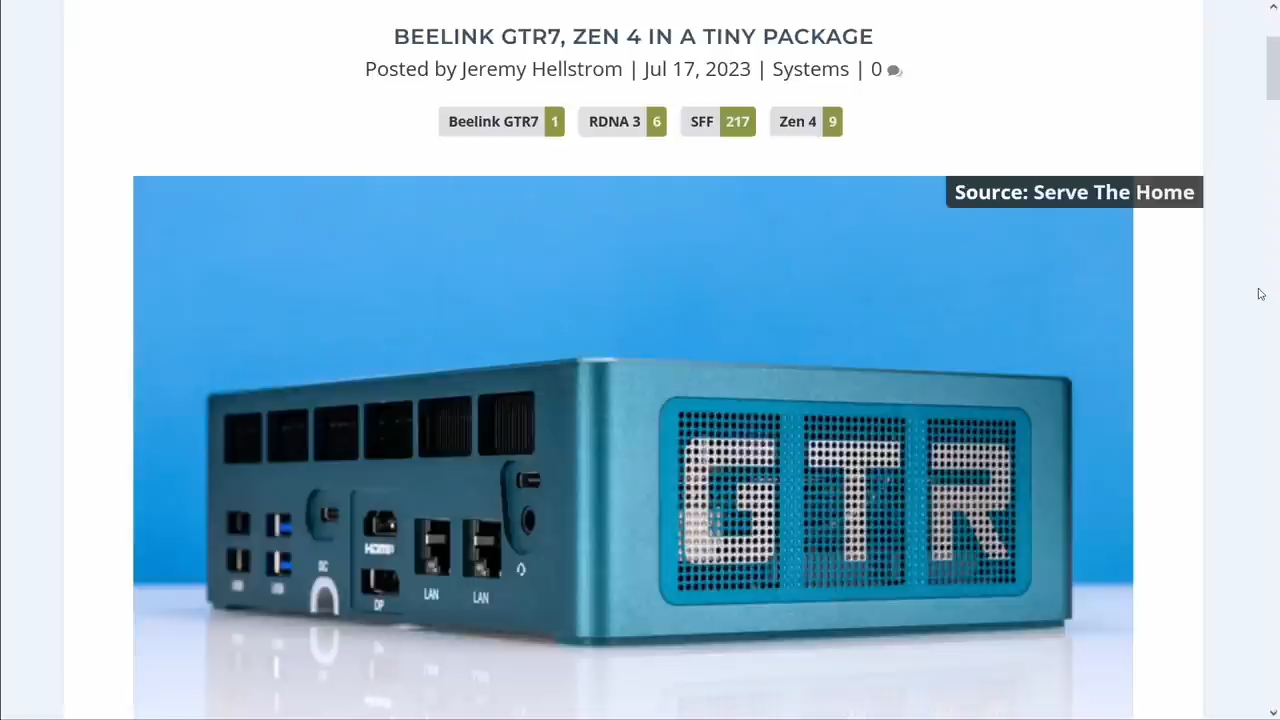 BEELINK GTR7, ZEN 4 IN A TINY PACKAGE
Posted by Jeremy Hellstrom | Jul 17, 2023 | Systems | 0
Beelink GTR7 1 RDNA 3 6 SFF 217 Zen 4 9
Source: Serve The Home
GTR
HDMI
DC
DP
LAN
LAN